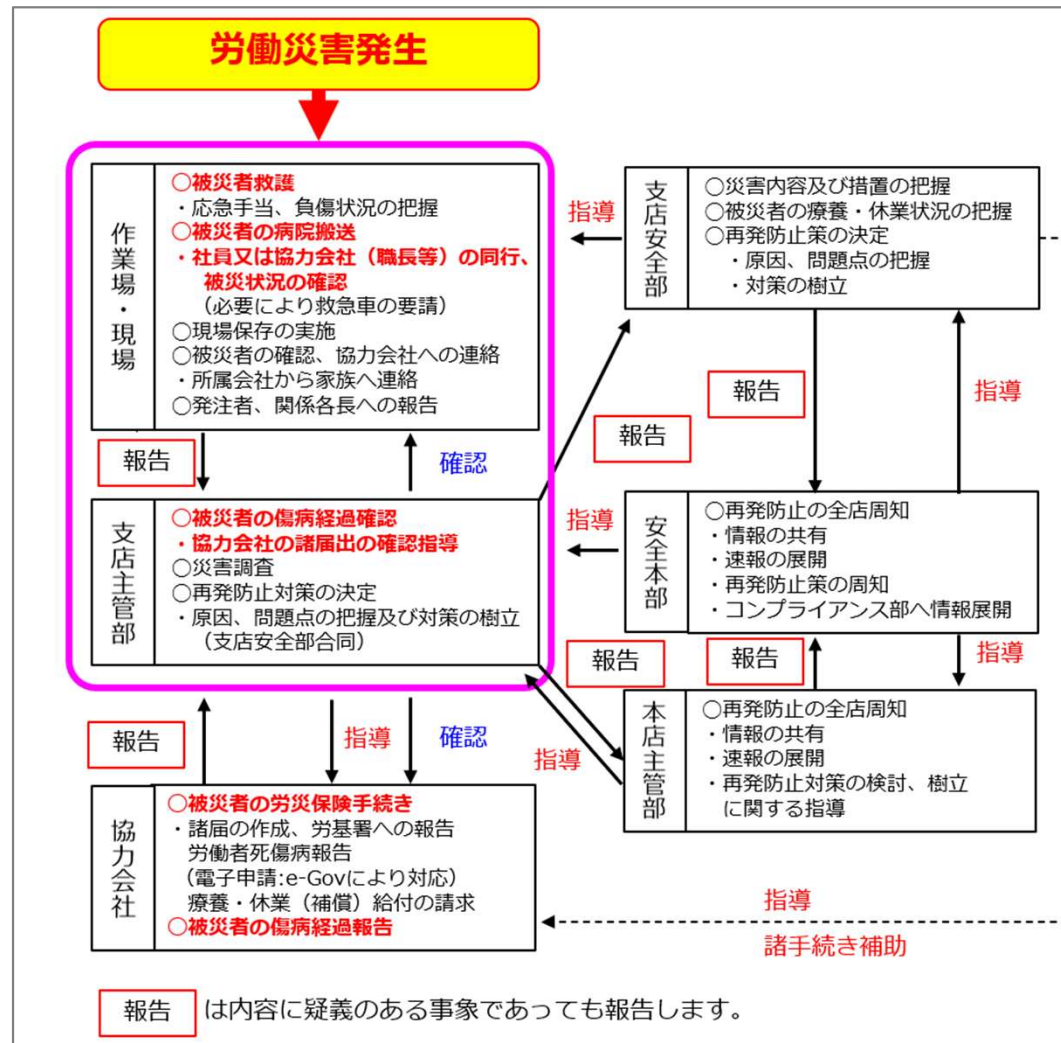 労働災害発生
作業場・現場
○被災者救護
・応急手当、負傷状況の把握
○被災者の病院搬送
・社員又は協力会社（職長等）の同行、
被災状況の確認
（必要により救急車の要請）
○現場保存の実施
○被災者の確認、協力会社への連絡
・所属会社から家族へ連絡
○発注者、関係各長への報告
指導
支店安全部
○災害内容及び措置の把握
○被災者の療養・休業状況の把握
○再発防止策の決定
・原因、問題点の把握
・対策の樹立
報告
確認
報告
報告
指導
支店主管部
○被災者の傷病経過確認
・協力会社の諸届出の確認指導
○災害調査
○再発防止対策の決定
・原因、問題点の把握及び対策の樹立
（支店安全部合同）
指導
安全本部
○再発防止の全店周知
・情報の共有
・速報の展開
・再発防止策の周知
・コンプライアンス部へ情報展開
報告
指導
確認
指導
報告
報告
指導
本店主管部
○再発防止の全店周知
・情報の共有
・速報の展開
・再発防止対策の検討、樹立
に関する指導
協力会社
○被災者の労災保険手続き
・諸届の作成、労基署への報告
労働者死傷病報告
（電子申請:e-Govにより対応）
療養・休業（補償）給付の請求
○被災者の傷病経過報告
指導
諸手続き補助
報告 は内容に疑義のある事象であっても報告します。